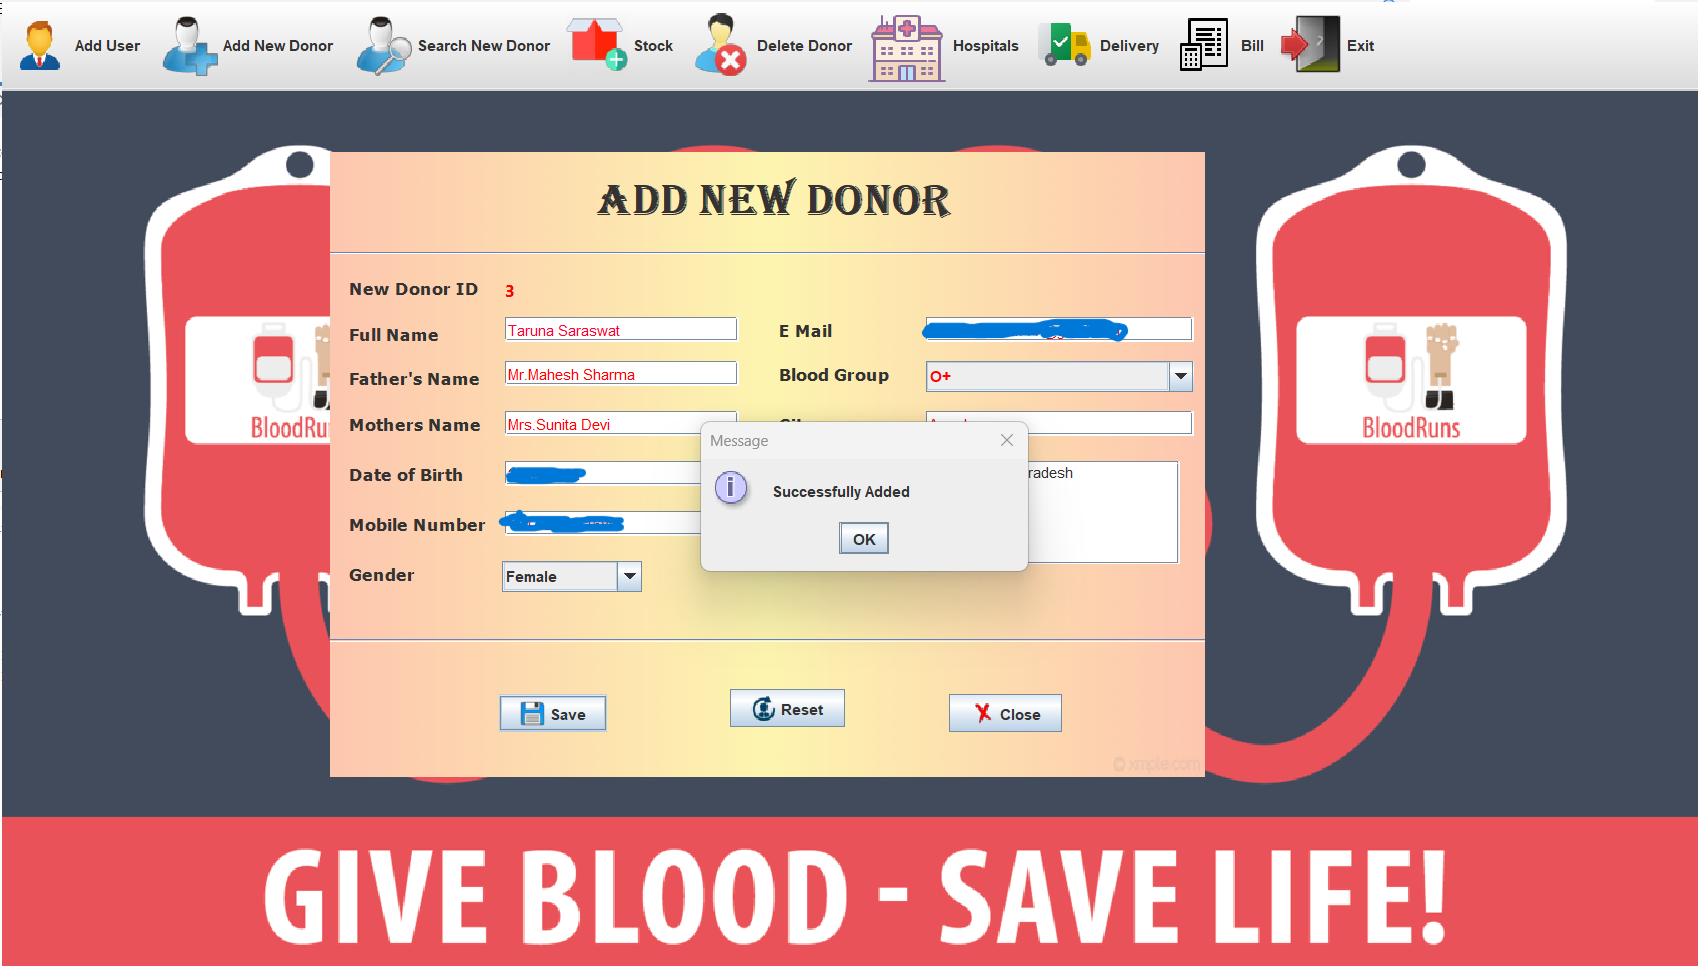 Add User Add New Donor Search New Donor Stock Delete Donor Hospitals Delivery Bill Exit
ADD NEW DONOR
New Donor ID 3
Full Name Taruna Saraswat E Mail
Father's Name Mr.Mahesh Sharma Blood Group O+
Mothers Name Mrs.Sunita Devi
Message
Date of Birth radesh
Successfully Added
Mobile Number
OK
Gender Female
Save Reset Close
© xmple.com
BloodRu
BloodRuns
GIVE BLOOD - SAVE LIFE!